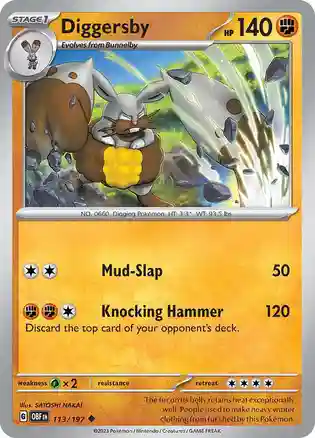 STAGE 1
Diggersby
HP 140
Evolves from Bunnelby
NO. 0660 Digging Pokémon HT: 3'3" WT: 93.5 lbs
Mud-Slap 50
Knocking Hammer 120
Discard the top card of your opponent's deck.
weakness ×2 resistance retreat
Illus. SATOSHI NAKAI
G OBF EN 113/197
The fur on its belly retains heat exceptionally
well. People used to make heavy winter
clothing from fur shed by this Pokémon.
©2023 Pokémon / Nintendo / Creatures / GAME FREAK